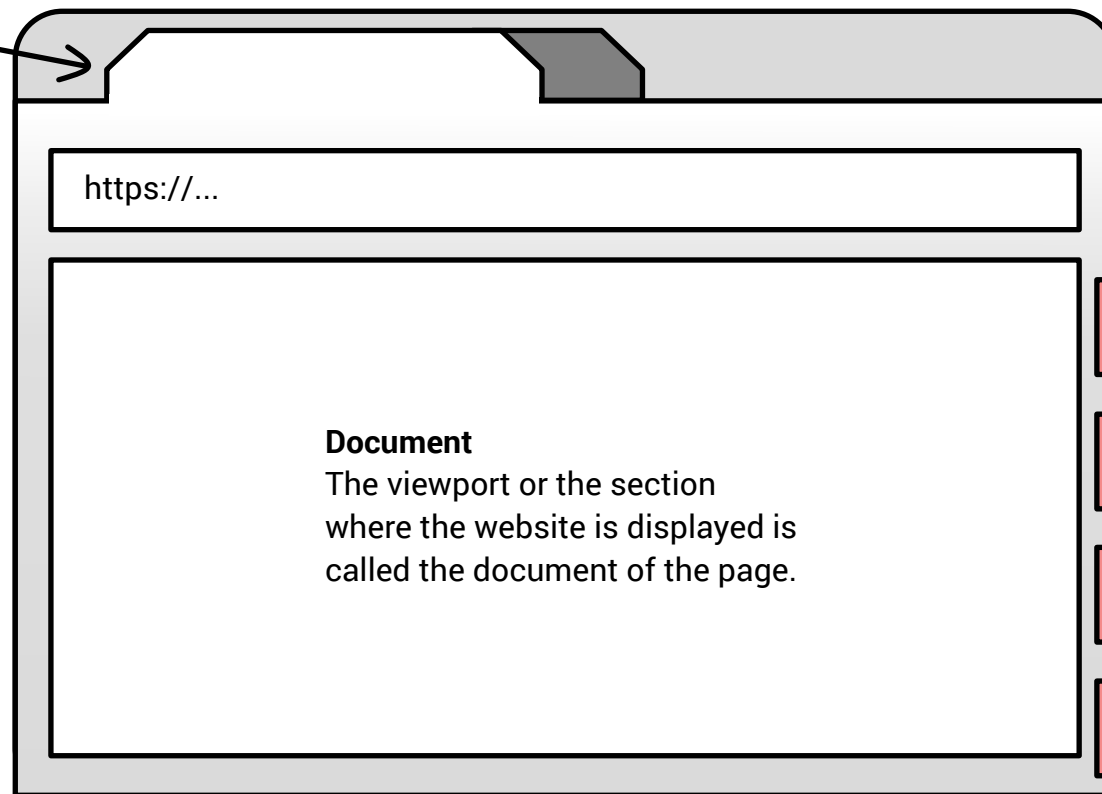 https://...
Document
The viewport or the section
where the website is displayed is
called the document of the page.